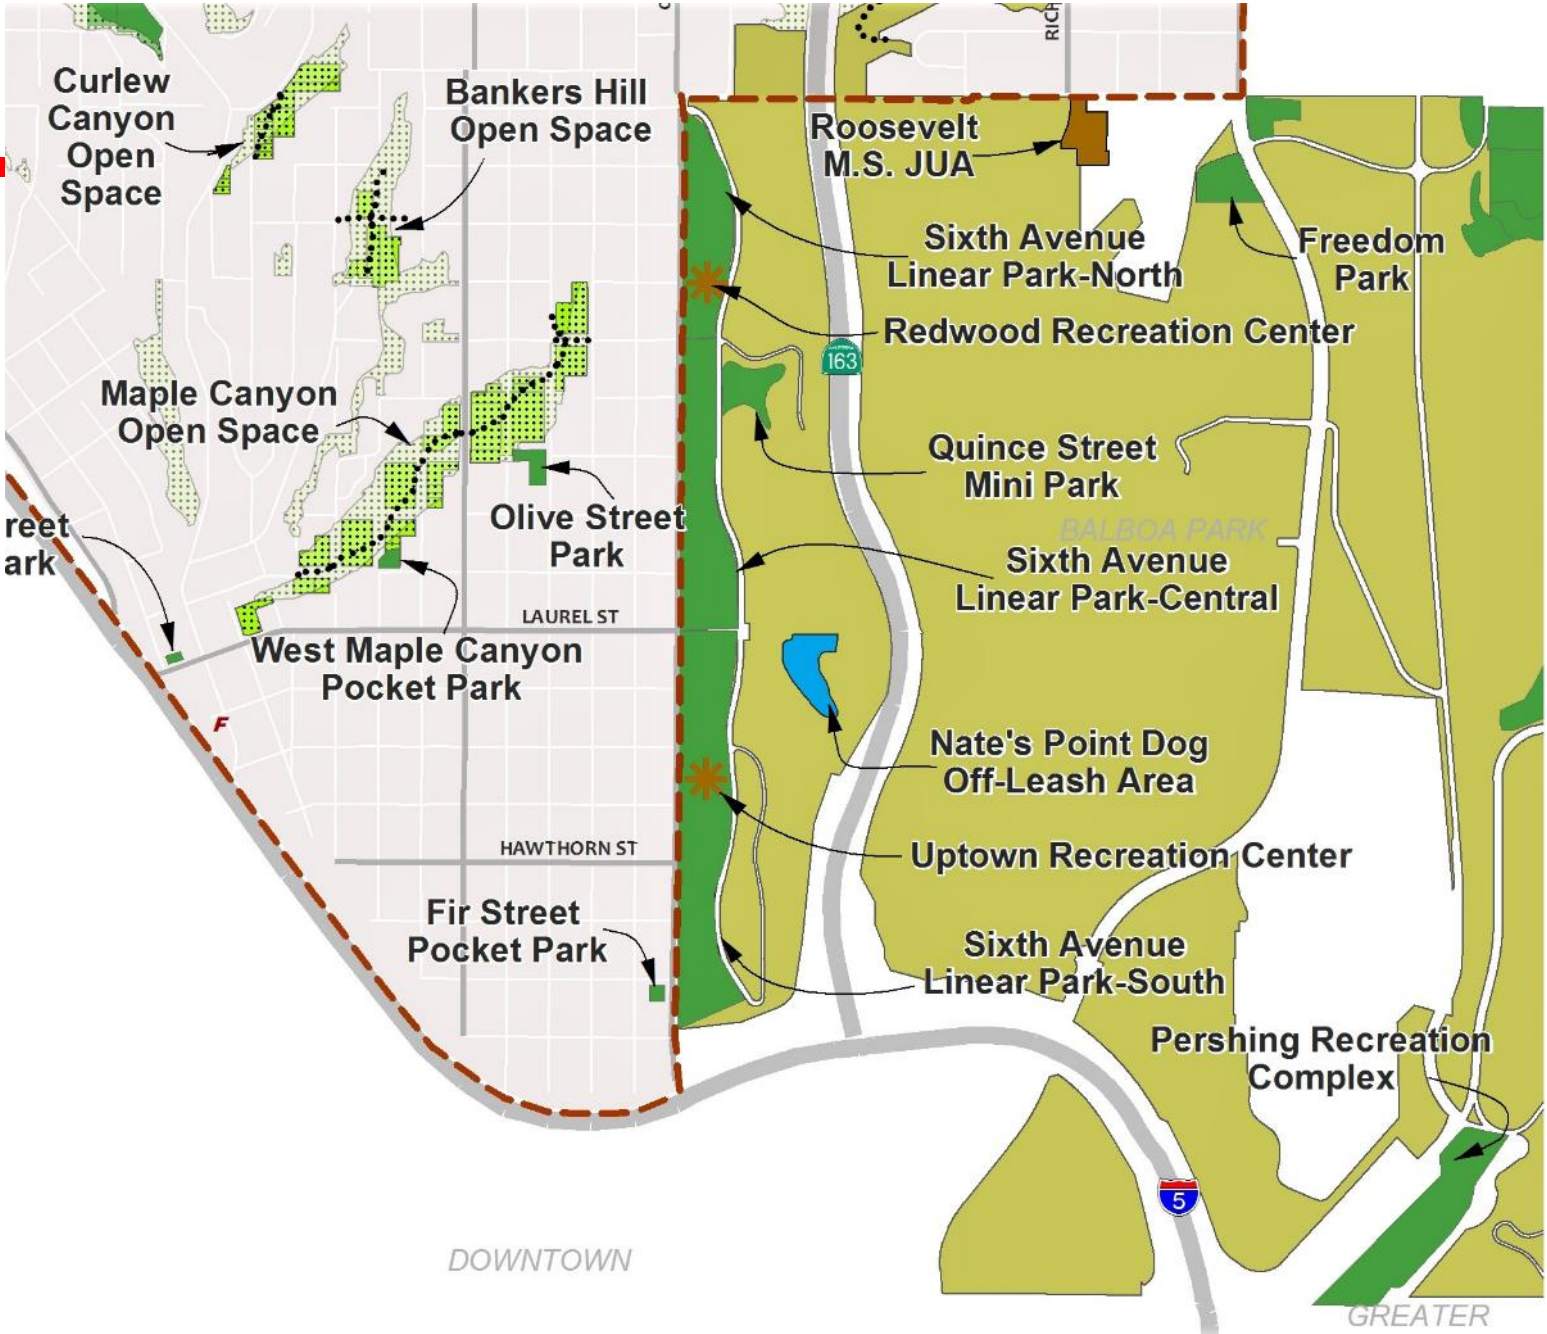 C
RICH
Curlew
Canyon
Open
Space
Bankers Hill
Open Space
Roosevelt
M.S. JUA
Sixth Avenue
Linear Park-North
Freedom
Park
Redwood Recreation Center
CALIFORNIA
163
Maple Canyon
Open Space
Quince Street
Mini Park
Olive Street
Park
reet
ark
BALBOA PARK
Sixth Avenue
Linear Park-Central
LAUREL ST
West Maple Canyon
Pocket Park
F
Nate's Point Dog
Off-Leash Area
HAWTHORN ST
Uptown Recreation Center
Fir Street
Pocket Park
Sixth Avenue
Linear Park-South
Pershing Recreation
Complex
5
DOWNTOWN
GREATER